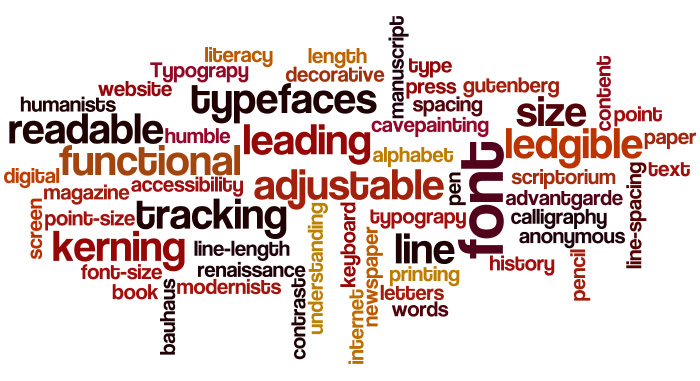 literacy
length
manuscript
Typograpy
decorative
type
website
typefaces
press
gutenberg
content
humanists
spacing
size
point
readable
humble
leading
cavepainting
font
ledgible
paper
functional
alphabet
digital
accessibility
adjustable
pen
scriptorium
text
magazine
advantgarde
line-spacing
screen
point-size
tracking
understanding
keyboard
typograpy
calligraphy
kerning
line-length
newspaper
line
anonymous
font-size
renaissance
contraste
printing
history
pencil
book
bauhaus
modernists
internet
letters
words